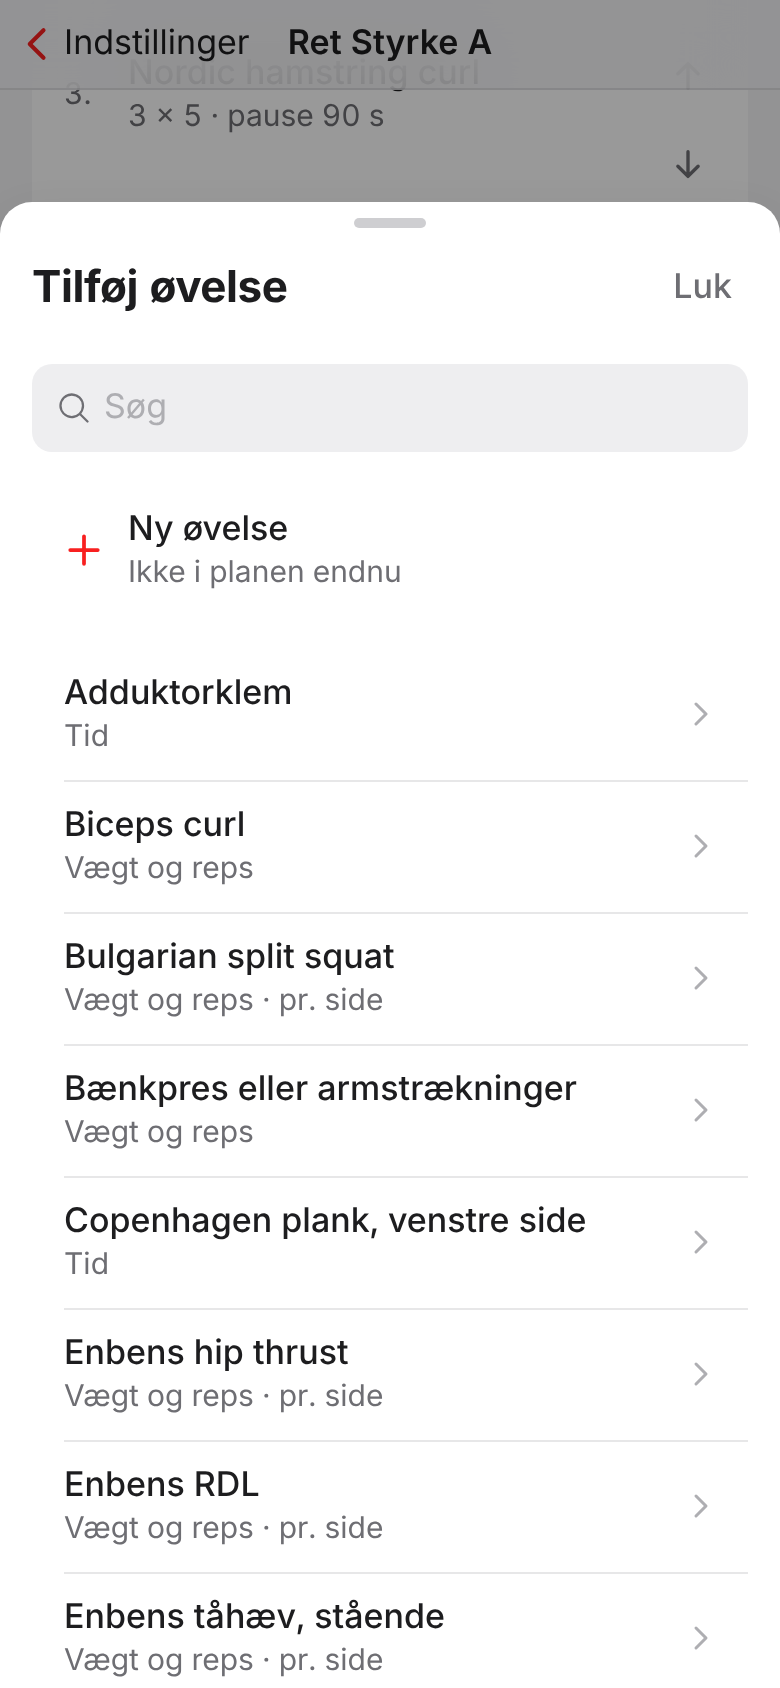 Indstillinger
Ret Styrke A
Nordic hamstring curl
3.
3 × 5 · pause 90 s
Tilføj øvelse
Luk
Søg
Ny øvelse
Ikke i planen endnu
Adduktorklem
Tid
Biceps curl
Vægt og reps
Bulgarian split squat
Vægt og reps · pr. side
Bænkpres eller armstrækninger
Vægt og reps
Copenhagen plank, venstre side
Tid
Enbens hip thrust
Vægt og reps · pr. side
Enbens RDL
Vægt og reps · pr. side
Enbens tåhæv, stående
Vægt og reps · pr. side